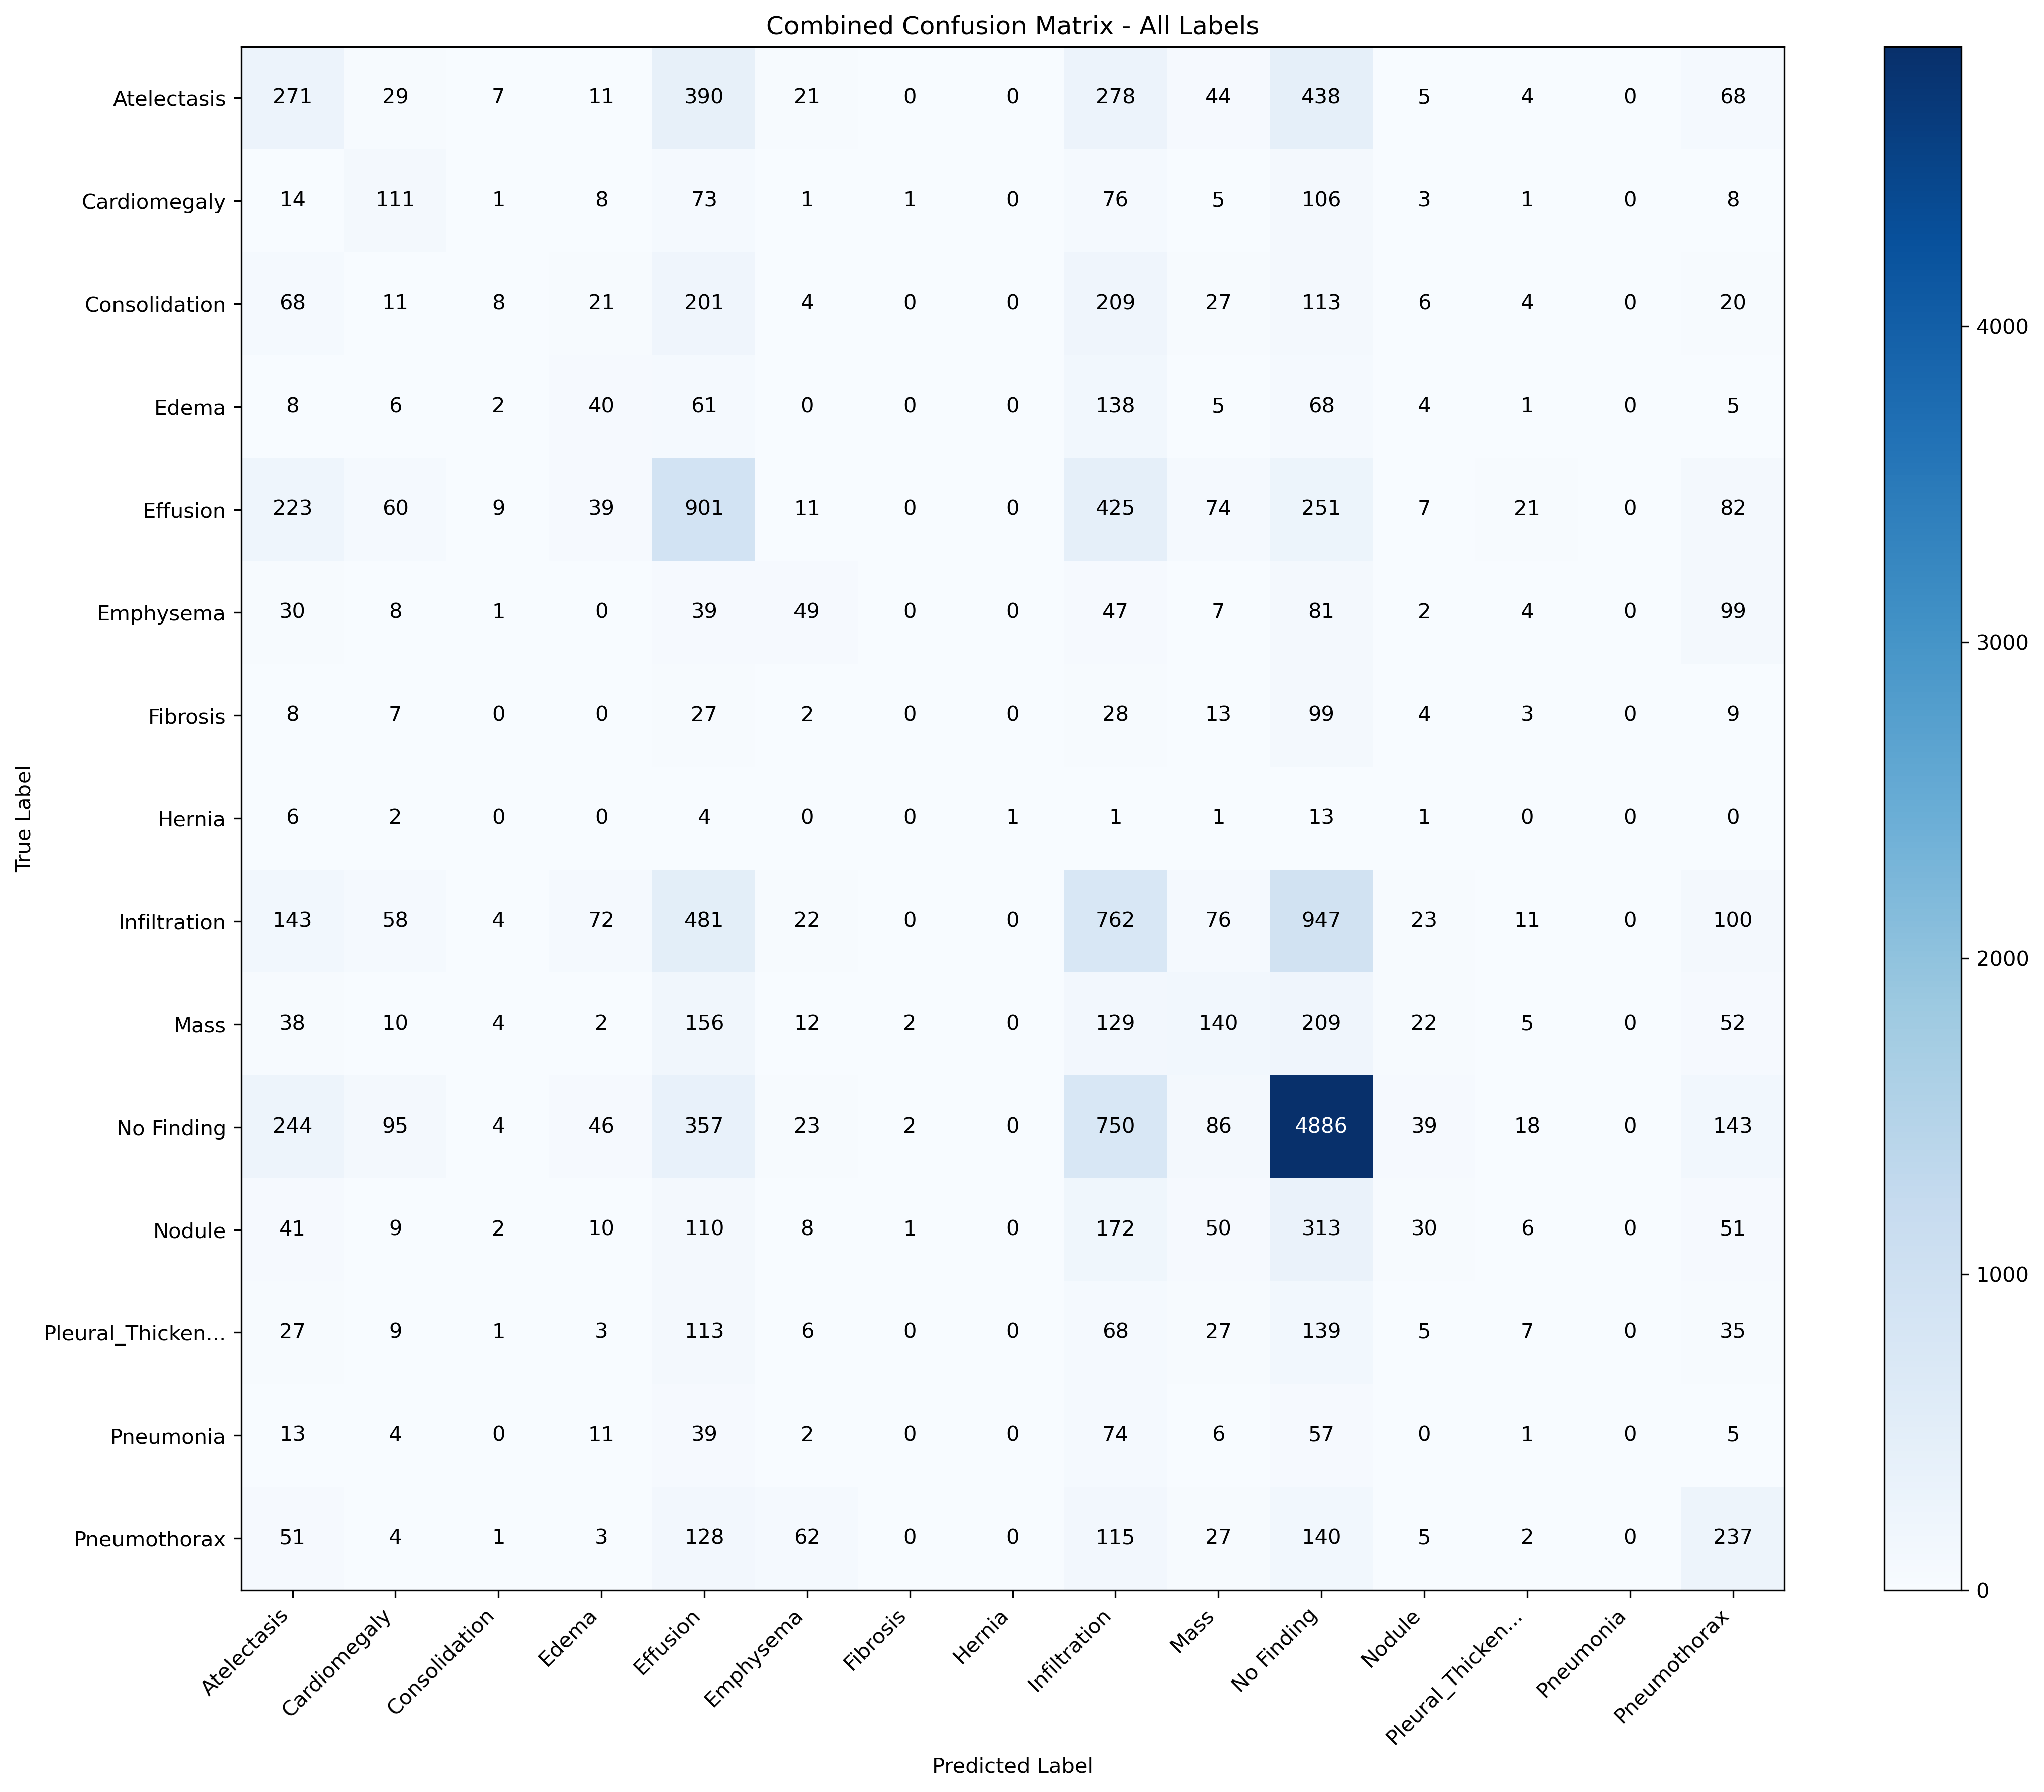 Combined Confusion Matrix - All Labels
Atelectasis 271 29 7 11 390 21 0 0 278 44 438 5 4 0 68
Cardiomegaly 14 111 1 8 73 1 1 0 76 5 106 3 1 0 8
Consolidation 68 11 8 21 201 4 0 0 209 27 113 6 4 0 20
Edema 8 6 2 40 61 0 0 0 138 5 68 4 1 0 5
Effusion 223 60 9 39 901 11 0 0 425 74 251 7 21 0 82
Emphysema 30 8 1 0 39 49 0 0 47 7 81 2 4 0 99
Fibrosis 8 7 0 0 27 2 0 0 28 13 99 4 3 0 9
Hernia 6 2 0 0 4 0 0 1 1 1 13 1 0 0 0
Infiltration 143 58 4 72 481 22 0 0 762 76 947 23 11 0 100
Mass 38 10 4 2 156 12 2 0 129 140 209 22 5 0 52
No Finding 244 95 4 46 357 23 2 0 750 86 4886 39 18 0 143
Nodule 41 9 2 10 110 8 1 0 172 50 313 30 6 0 51
Pleural_Thicken... 27 9 1 3 113 6 0 0 68 27 139 5 7 0 35
Pneumonia 13 4 0 11 39 2 0 0 74 6 57 0 1 0 5
Pneumothorax 51 4 1 3 128 62 0 0 115 27 140 5 2 0 237
True Label
Atelectasis Cardiomegaly Consolidation Edema Effusion Emphysema Fibrosis Hernia Infiltration Mass No Finding Nodule Pleural_Thicken... Pneumonia Pneumothorax
Predicted Label
4000
3000
2000
1000
0